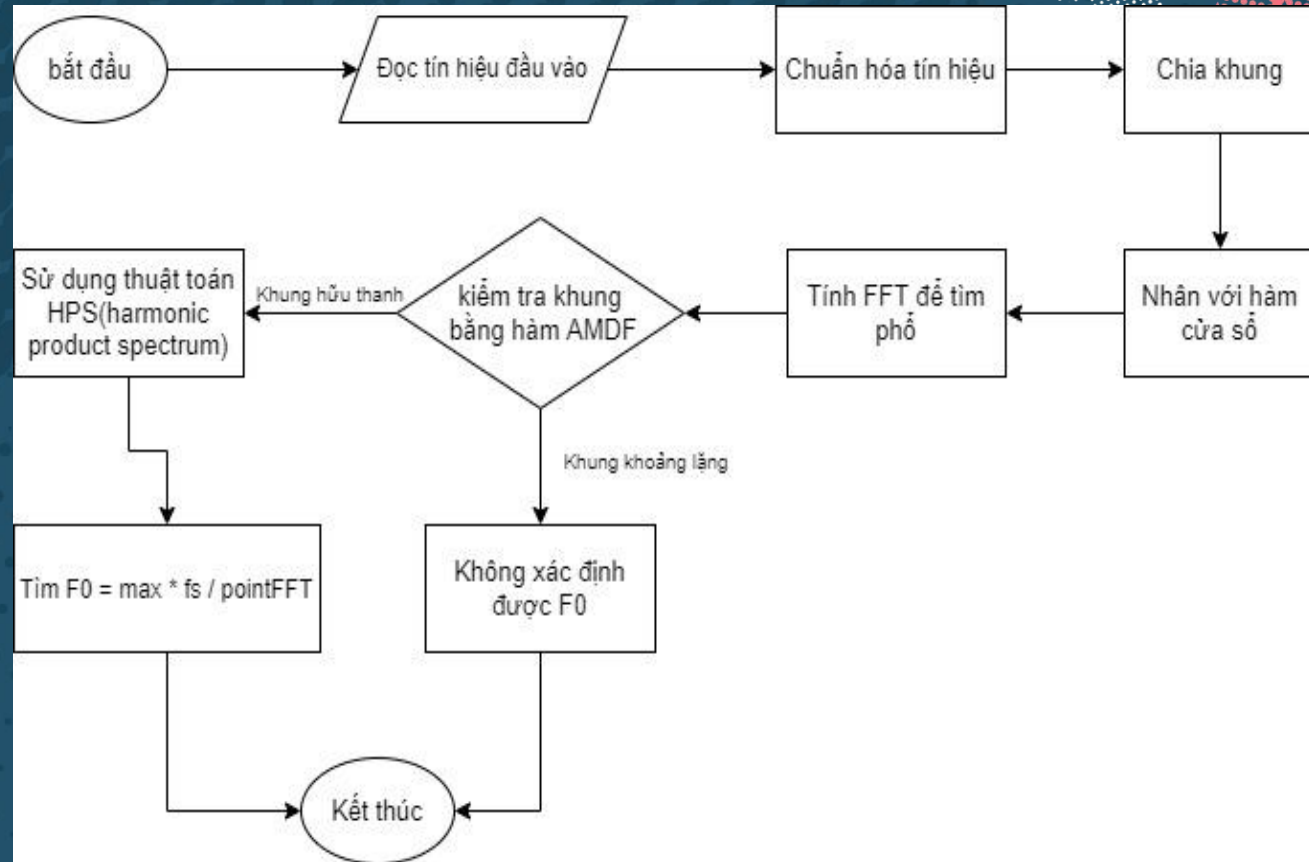 bắt đầu
Đọc tín hiệu đầu vào
Chuẩn hóa tín hiệu
Chia khung
Nhân với hàm
cửa sổ
Tính FFT để tìm
phổ
kiểm tra khung
bằng hàm AMDF
Khung hữu thanh
Sử dụng thuật toán
HPS(harmonic
product spectrum)
Khung khoảng lặng
Tìm F0 = max * fs / pointFFT
Không xác định
được F0
Kết thúc